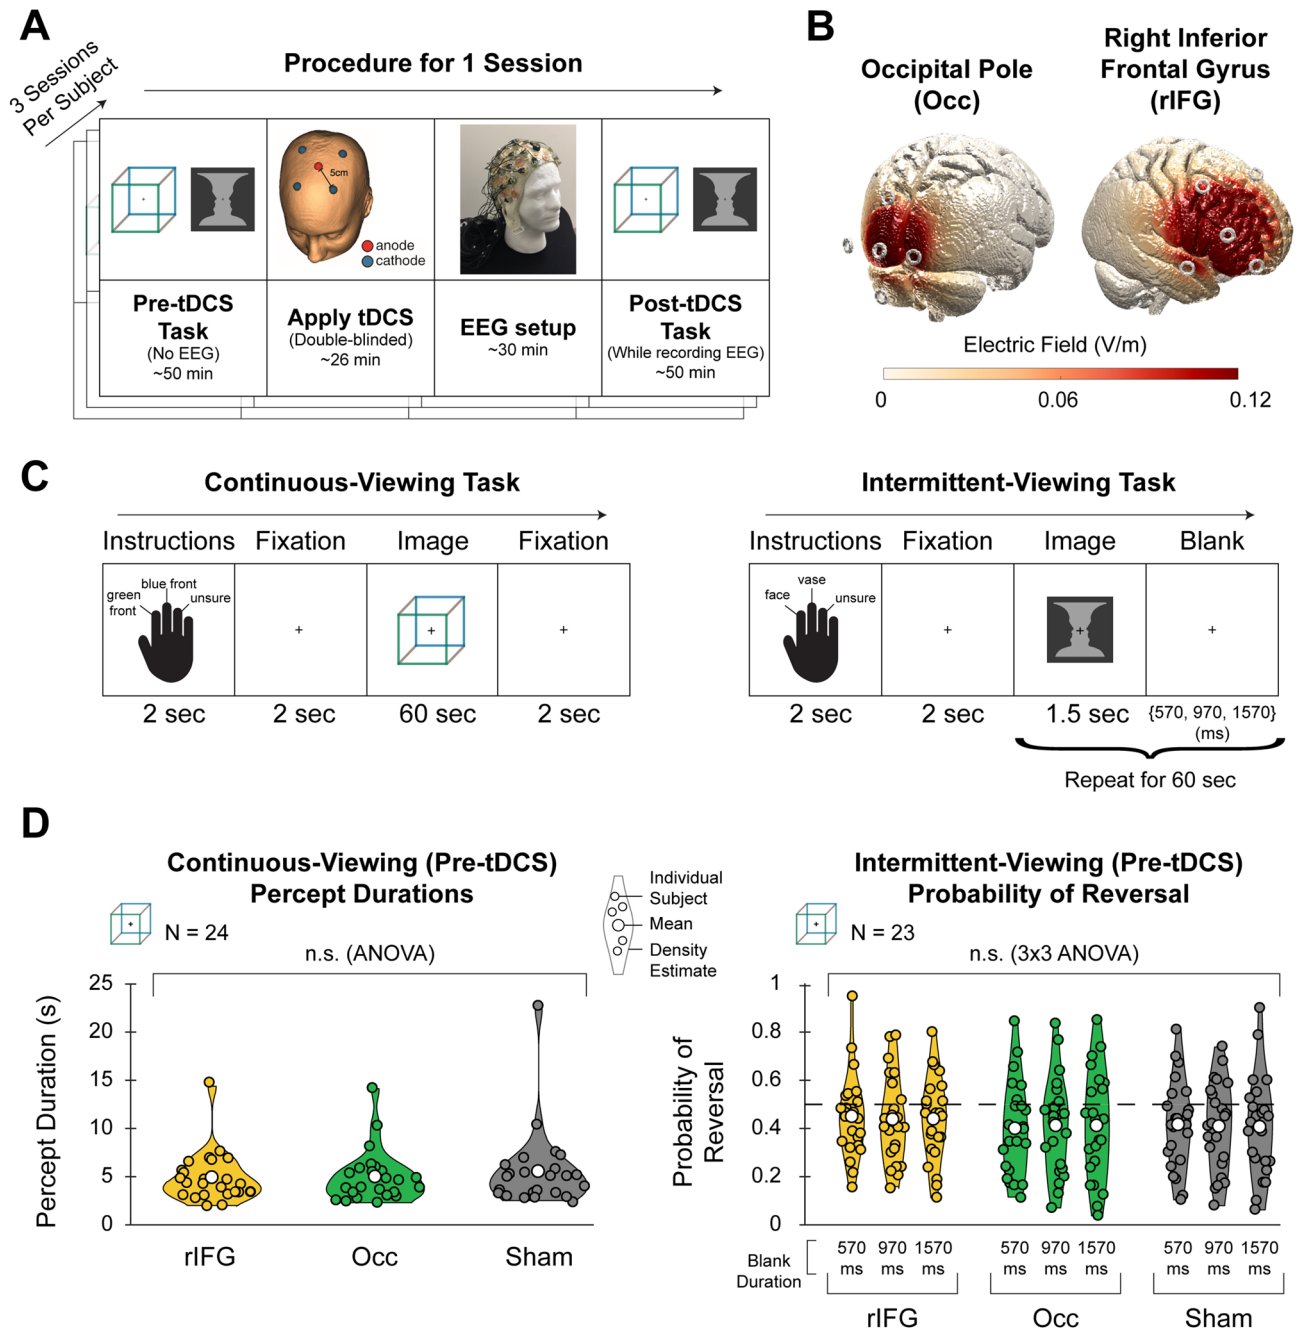 A
3 Sessions
Per Subject
Procedure for 1 Session
5cm
anode
cathode
Pre-tDCS
Task
(No EEG)
~50 min
Apply tDCS
(Double-blinded)
~26 min
EEG setup
~30 min
Post-tDCS
Task
(While recording EEG)
~50 min
B
Occipital Pole
(Occ)
Right Inferior
Frontal Gyrus
(rIFG)
Electric Field (V/m)
0 0.06 0.12
C
Continuous-Viewing Task
Instructions Fixation Image Fixation
green
front
blue front
unsure
+ + +
2 sec 2 sec 60 sec 2 sec
Intermittent-Viewing Task
Instructions Fixation Image Blank
face
vase
unsure
+ + +
2 sec 2 sec 1.5 sec {570, 970, 1570}
(ms)
Repeat for 60 sec
D
Continuous-Viewing (Pre-tDCS)
Percept Durations
N = 24
n.s. (ANOVA)
Percept Duration (s)
25
20
15
10
5
0
rIFG Occ Sham
Individual
Subject
Mean
Density
Estimate
Intermittent-Viewing (Pre-tDCS)
Probability of Reversal
N = 23
n.s. (3x3 ANOVA)
Probability of
Reversal
1
0.8
0.6
0.4
0.2
0
Blank
Duration
570 970 1570 570 970 1570 570 970 1570
ms ms ms ms ms ms ms ms ms
rIFG Occ Sham